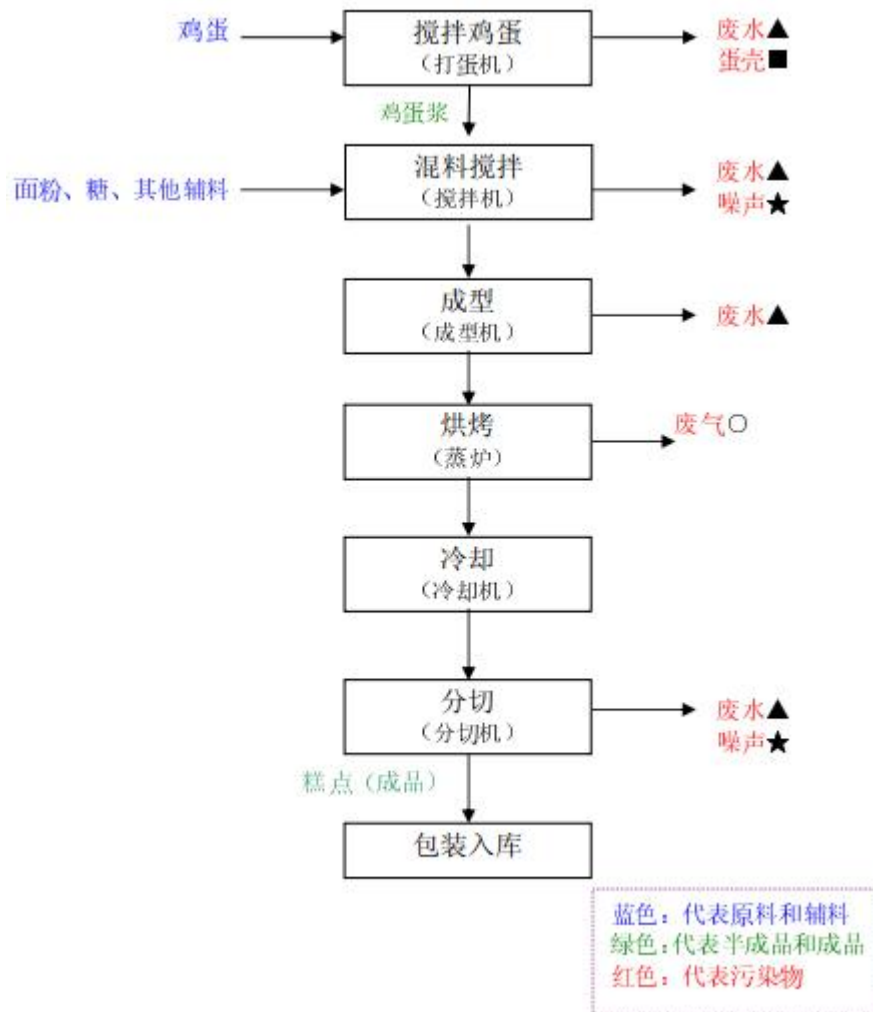 鸡蛋
搅拌鸡蛋
（打蛋机）
废水▲
蛋壳■
鸡蛋浆
面粉、糖、其他辅料
混料搅拌
（搅拌机）
废水▲
噪声★
成型
（成型机）
废水▲
烘烤
（蒸炉）
废气○
冷却
（冷却机）
分切
（分切机）
废水▲
噪声★
糕点（成品）
包装入库
蓝色：代表原料和辅料
绿色：代表半成品和成品
红色：代表污染物